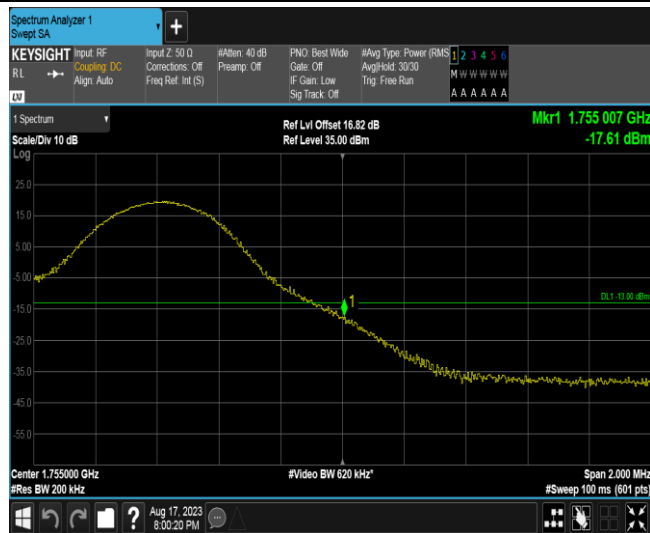 Spectrum Analyzer 1
Swept SA
+
KEYSIGHT
RL
Input: RF
Coupling: DC
Align: Auto
Input Z: 50 Ω
Corrections: Off
Freq Ref: Int (S)
#Atten: 40 dB
Preamp: Off
PNO: Best Wide
Gate: Off
IF Gain: Low
Sig Track: Off
#Avg Type: Power (RMS
Avg|Hold: 30/30
Trig: Free Run
1 2 3 4 5 6
M W W W W W
A A A A A A
1 Spectrum
Scale/Div 10 dB
Log
Ref Lvl Offset 16.82 dB
Ref Level 35.00 dBm
Mkr1 1.755 007 GHz
-17.61 dBm
25.0
15.0
5.00
-5.00
DL1 -13.00 dBm
1
-15.0
-25.0
-35.0
-45.0
-55.0
Center 1.755000 GHz
#Video BW 620 kHz*
Span 2.000 MHz
#Res BW 200 kHz
#Sweep 100 ms (601 pts)
?
Aug 17, 2023
8:00:20 PM